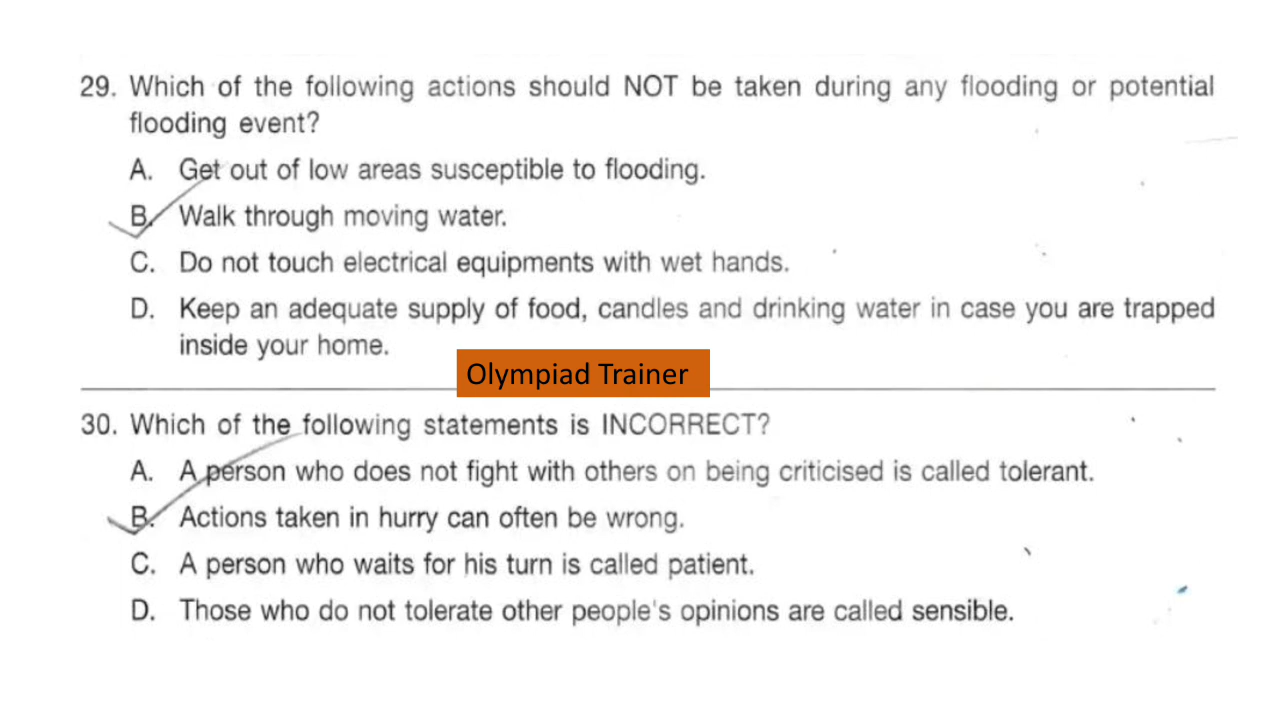 29. Which of the following actions should NOT be taken during any flooding or potential
flooding event?
A. Get out of low areas susceptible to flooding.
B. Walk through moving water.
C. Do not touch electrical equipments with wet hands.
D. Keep an adequate supply of food, candles and drinking water in case you are trapped
inside your home.
Olympiad Trainer
30. Which of the following statements is INCORRECT?
A. A person who does not fight with others on being criticised is called tolerant.
B. Actions taken in hurry can often be wrong.
C. A person who waits for his turn is called patient.
D. Those who do not tolerate other people's opinions are called sensible.